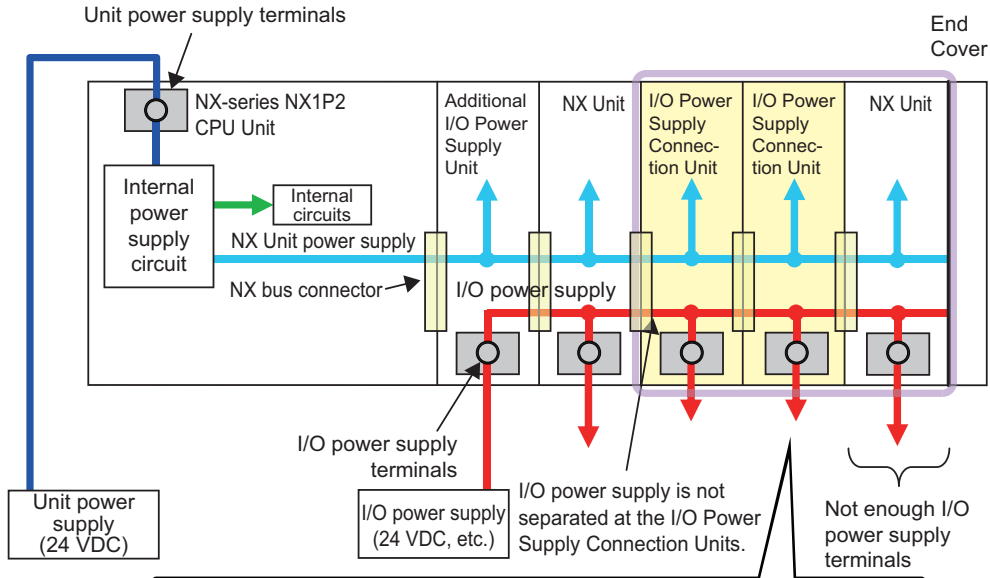 Unit power supply terminals
End
Cover
NX-series NX1P2
CPU Unit
Additional
I/O Power
Supply
Unit
NX Unit
I/O Power
Supply
Connec-
tion Unit
I/O Power
Supply
Connec-
tion Unit
NX Unit
Internal
power
supply
circuit
Internal
circuits
NX Unit power supply
NX bus connector
I/O power supply
I/O power supply
terminals
Unit power
supply
(24 VDC)
I/O power supply
(24 VDC, etc.)
I/O power supply is not
separated at the I/O Power
Supply Connection Units.
Not enough I/O
power supply
terminals